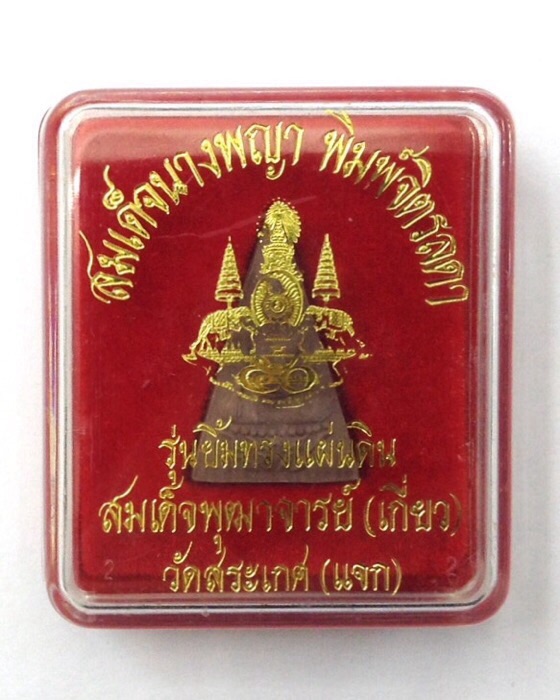 สมเด็จนางพญา พิมพ์จิตรลดา
รุ่นยิ้มทรงแผ่นดิน
สมเด็จพุฒาจารย์ (เกี่ยว)
วัดสระเกศ (แจก)
2 2